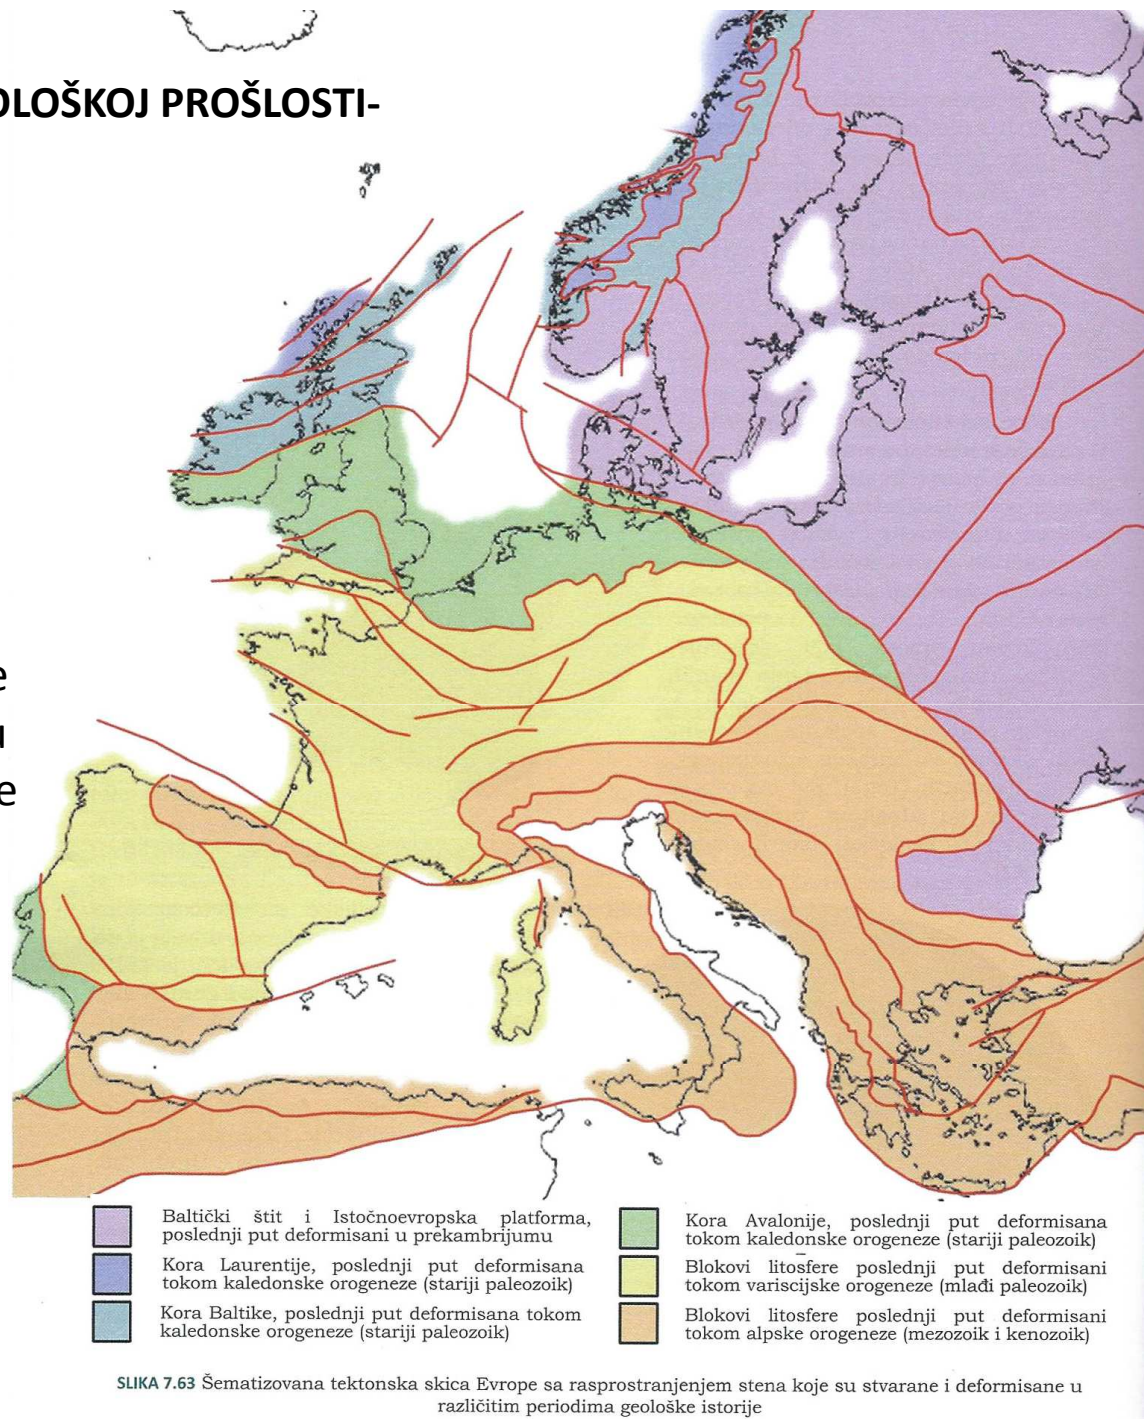 OLOŠKOJ PROŠLOSTI-
e
u
e
Baltički štit i Istočnoevropska platforma,
poslednji put deformisani u prekambrijumu
Kora Laurentije, poslednji put deformisana
tokom kaledonske orogeneze (stariji paleozoik)
Kora Baltike, poslednji put deformisana tokom
kaledonske orogeneze (stariji paleozoik)
Kora Avalonije, poslednji put deformisana
tokom kaledonske orogeneze (stariji paleozoik)
Blokovi litosfere poslednji put deformisani
tokom variscijske orogeneze (mlađi paleozoik)
Blokovi litosfere poslednji put deformisani
tokom alpske orogeneze (mezozoik i kenozoik)
SLIKA 7.63 Šematizovana tektonska skica Evrope sa rasprostranjenjem stena koje su stvarane i deformisane u
različitim periodima geološke istorije